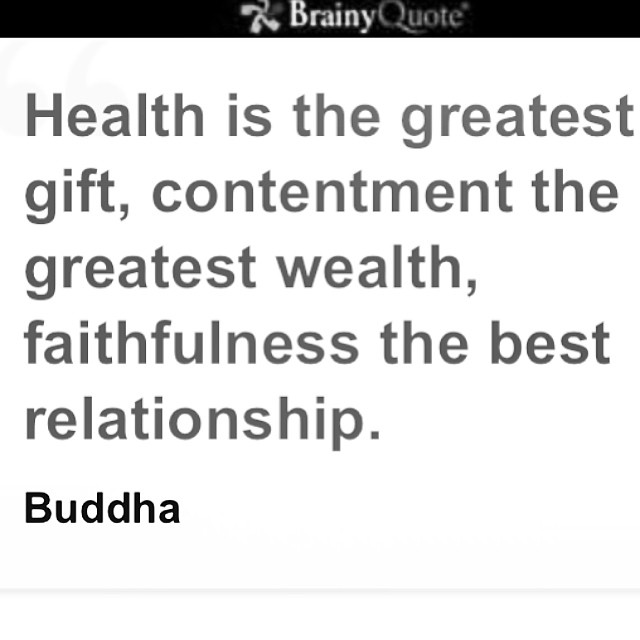 BrainyQuote®
Health is the greatest
gift, contentment the
greatest wealth,
faithfulness the best
relationship.
Buddha